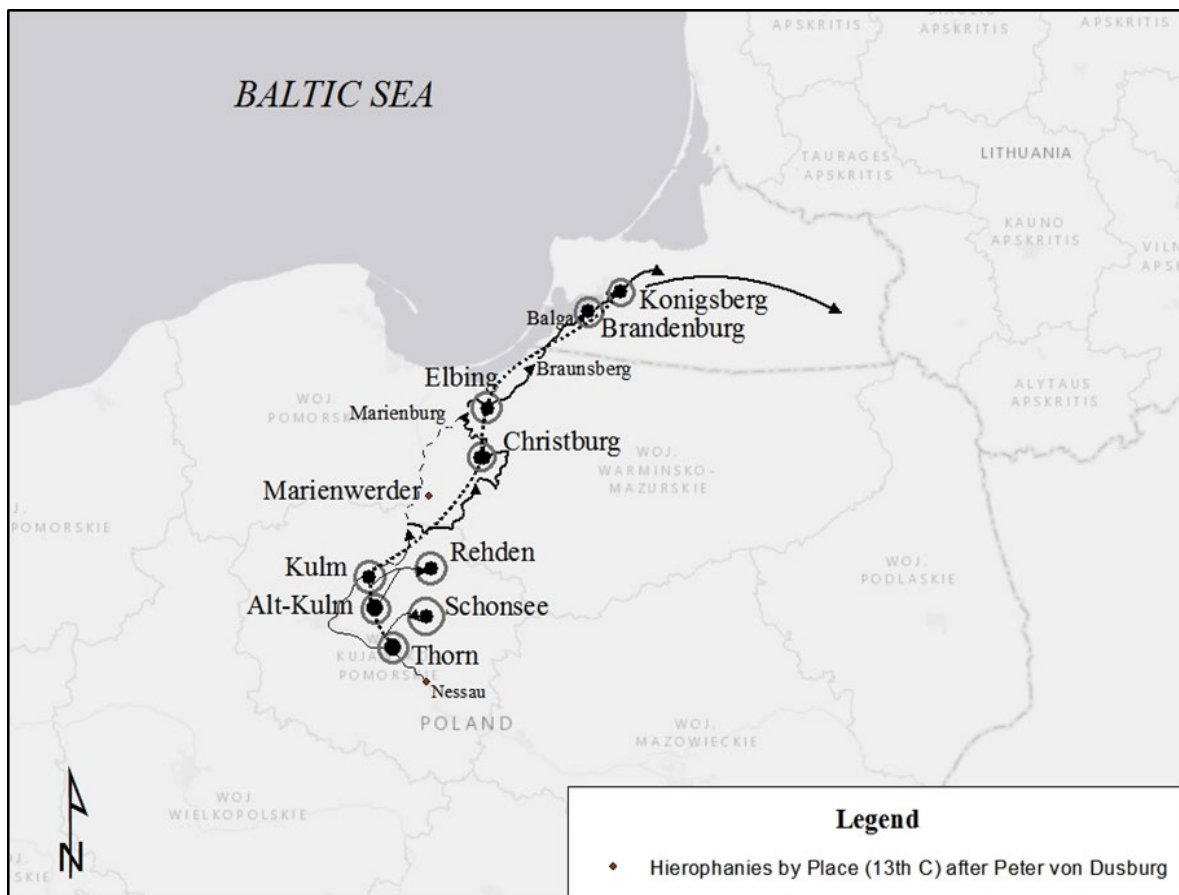 APSKRITIS
APSKRITIS
APSKRITIS
BALTIC SEA
TAURAGES
APSKRITIS
LITHUANIA
KAUNO
APSKRITIS
APSKR
Konigsberg
Balga
Brandenburg
Braunsberg
Elbing
WOJ.
POMORSKIE
Marienburg
ALYTAUS
APSKRITIS
Christburg
WOJ.
WARMINSKO-
MAZURSKIE
Marienwerder
POMORSKIE
Rehden
Kulm
WOJ.
PODLASKIE
Alt-Kulm
Schonsee
Thorn
POMORSKIE
Nessau
POLAND
WOJ.
MAZOWIECKIE
WOJ.
WIELKOPOLSKIE
N
SKIE
Legend
Hierophanies by Place (13th C) after Peter von Dusburg